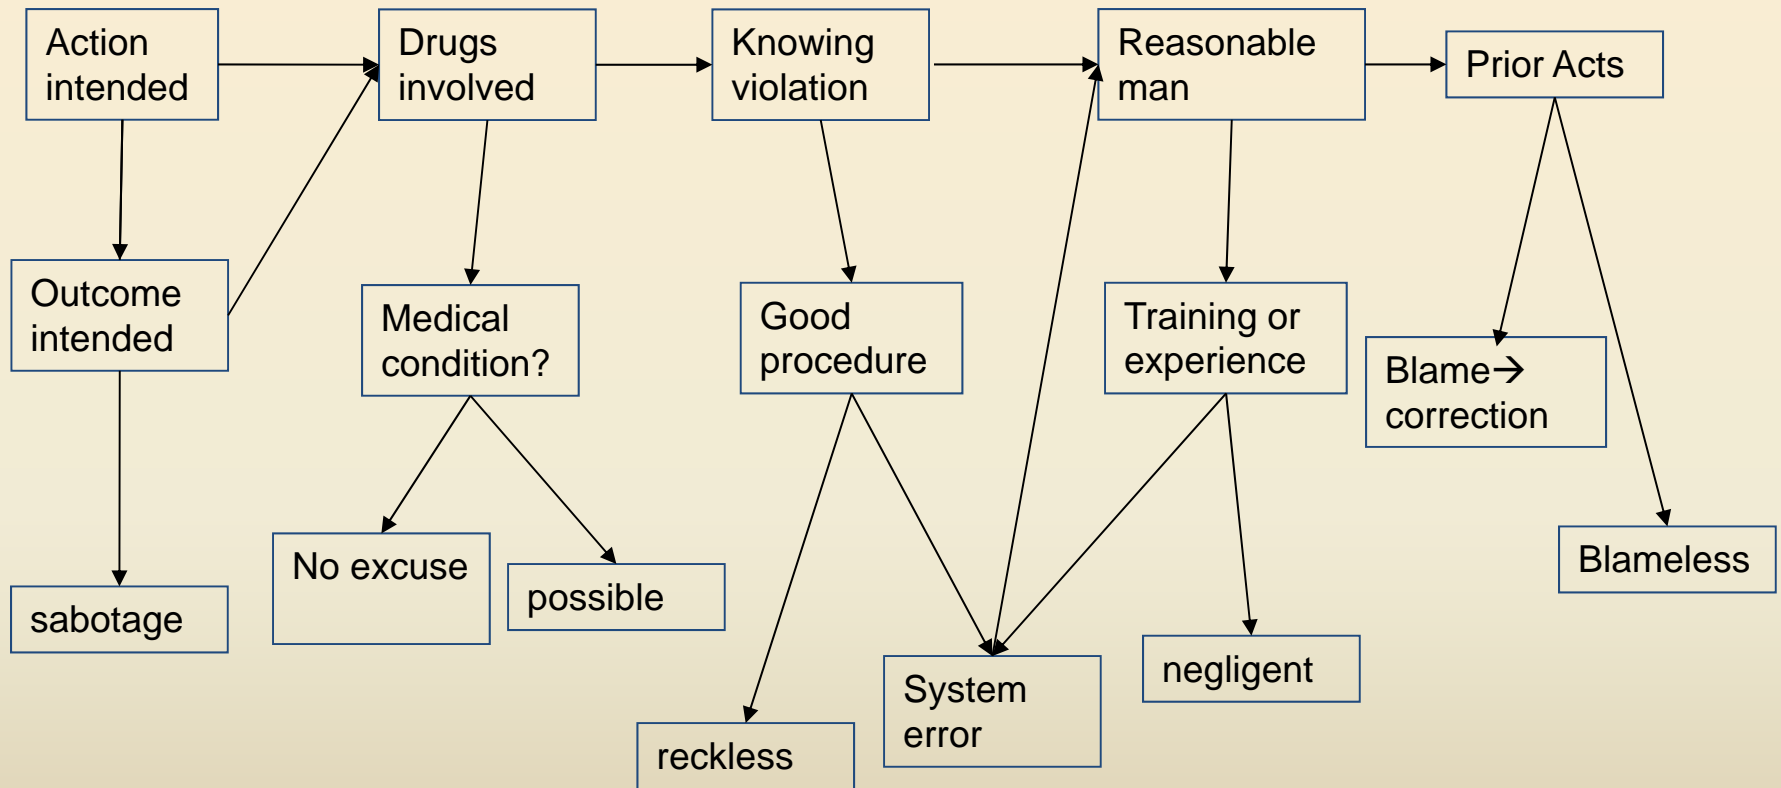 Action
intended
Drugs
involved
Knowing
violation
Reasonable
man
Prior Acts
Outcome
intended
Medical
condition?
Good
procedure
Training or
experience
Blame→
correction
No excuse
possible
Blameless
sabotage
negligent
System
error
reckless